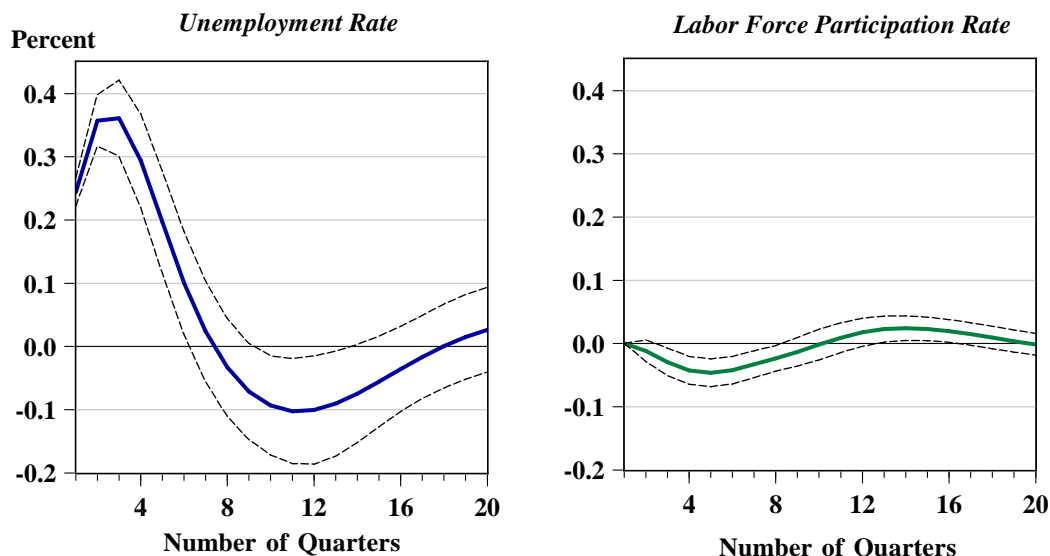 Unemployment Rate
Percent
0.4
0.3
0.2
0.1
0.0
-0.1
-0.2
4 8 12 16 20
Number of Quarters
Labor Force Participation Rate
0.4
0.3
0.2
0.1
0.0
-0.1
-0.2
4 8 12 16 20
Number of Quarters